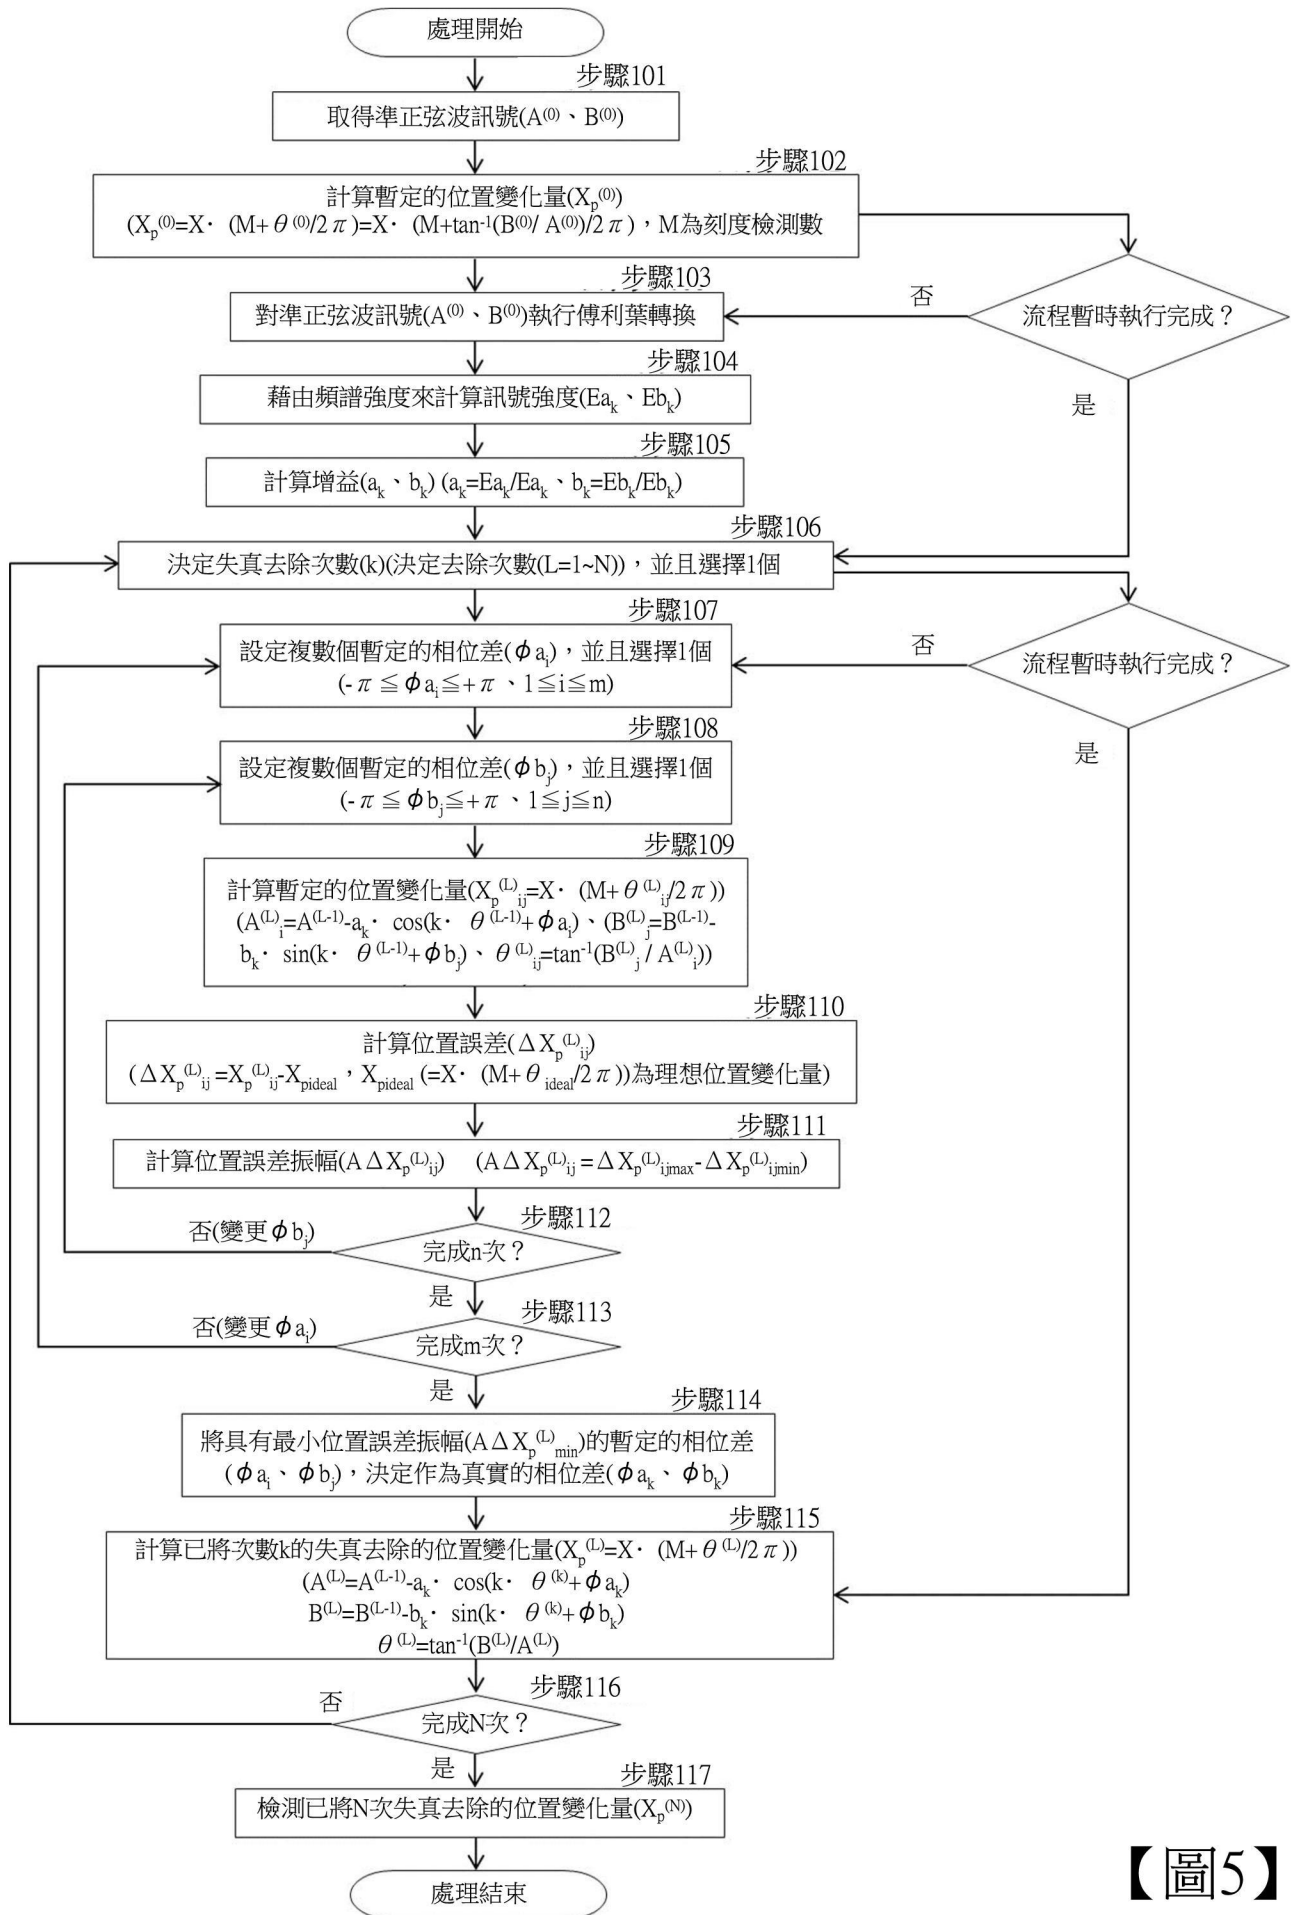 處理開始
步驟101
取得準正弦波訊號(A⁽⁰⁾、B⁽⁰⁾)
步驟102
計算暫定的位置變化量(Xₚ⁽⁰⁾)
(Xₚ⁽⁰⁾=X· (M+θ⁽⁰⁾/2π)=X· (M+tan⁻¹(B⁽⁰⁾/ A⁽⁰⁾)/2π),M為刻度檢測數
流程暫時執行完成?
否
是
步驟103
對準正弦波訊號(A⁽⁰⁾、B⁽⁰⁾)執行傅利葉轉換
步驟104
藉由頻譜強度來計算訊號強度(Eaₖ、Ebₖ)
步驟105
計算增益(aₖ、bₖ) (aₖ=Eaₖ/Eaₖ、bₖ=Ebₖ/Ebₖ)
步驟106
決定失真去除次數(k)(決定去除次數(L=1~N)),並且選擇1個
流程暫時執行完成?
否
是
步驟107
設定複數個暫定的相位差(ϕaᵢ),並且選擇1個
(-π≦ϕaᵢ≦+π、1≦i≦m)
步驟108
設定複數個暫定的相位差(ϕbⱼ),並且選擇1個
(-π≦ϕbⱼ≦+π、1≦j≦n)
步驟109
計算暫定的位置變化量(Xₚ⁽ᴸ⁾ᵢⱼ=X· (M+θ⁽ᴸ⁾ᵢⱼ/2π))
(A⁽ᴸ⁾ᵢ=A⁽ᴸ⁻¹⁾-aₖ· cos(k· θ⁽ᴸ⁻¹⁾+ϕaᵢ)、(B⁽ᴸ⁾ⱼ=B⁽ᴸ⁻¹⁾-
bₖ· sin(k· θ⁽ᴸ⁻¹⁾+ϕbⱼ)、θ⁽ᴸ⁾ᵢⱼ=tan⁻¹(B⁽ᴸ⁾ⱼ / A⁽ᴸ⁾ᵢ))
步驟110
計算位置誤差(ΔXₚ⁽ᴸ⁾ᵢⱼ)
(ΔXₚ⁽ᴸ⁾ᵢⱼ=Xₚ⁽ᴸ⁾ᵢⱼ-X_pideal,X_pideal (=X· (M+θ_ideal/2π))為理想位置變化量)
步驟111
計算位置誤差振幅(AΔXₚ⁽ᴸ⁾ᵢⱼ) (AΔXₚ⁽ᴸ⁾ᵢⱼ=ΔXₚ⁽ᴸ⁾_ijmax-ΔXₚ⁽ᴸ⁾_ijmin)
步驟112
否(變更ϕbⱼ)
完成n次?
是
步驟113
否(變更ϕaᵢ)
完成m次?
是
步驟114
將具有最小位置誤差振幅(AΔXₚ⁽ᴸ⁾_min)的暫定的相位差
(ϕaᵢ、ϕbⱼ),決定作為真實的相位差(ϕaₖ、ϕbₖ)
步驟115
計算已將次數k的失真去除的位置變化量(Xₚ⁽ᴸ⁾=X· (M+θ⁽ᴸ⁾/2π))
(A⁽ᴸ⁾=A⁽ᴸ⁻¹⁾-aₖ· cos(k· θ⁽ᵏ⁾+ϕaₖ)
B⁽ᴸ⁾=B⁽ᴸ⁻¹⁾-bₖ· sin(k· θ⁽ᵏ⁾+ϕbₖ)
θ⁽ᴸ⁾=tan⁻¹(B⁽ᴸ⁾/A⁽ᴸ⁾)
步驟116
否
完成N次?
是
步驟117
檢測已將N次失真去除的位置變化量(Xₚ⁽ᴺ⁾)
處理結束
【圖5】